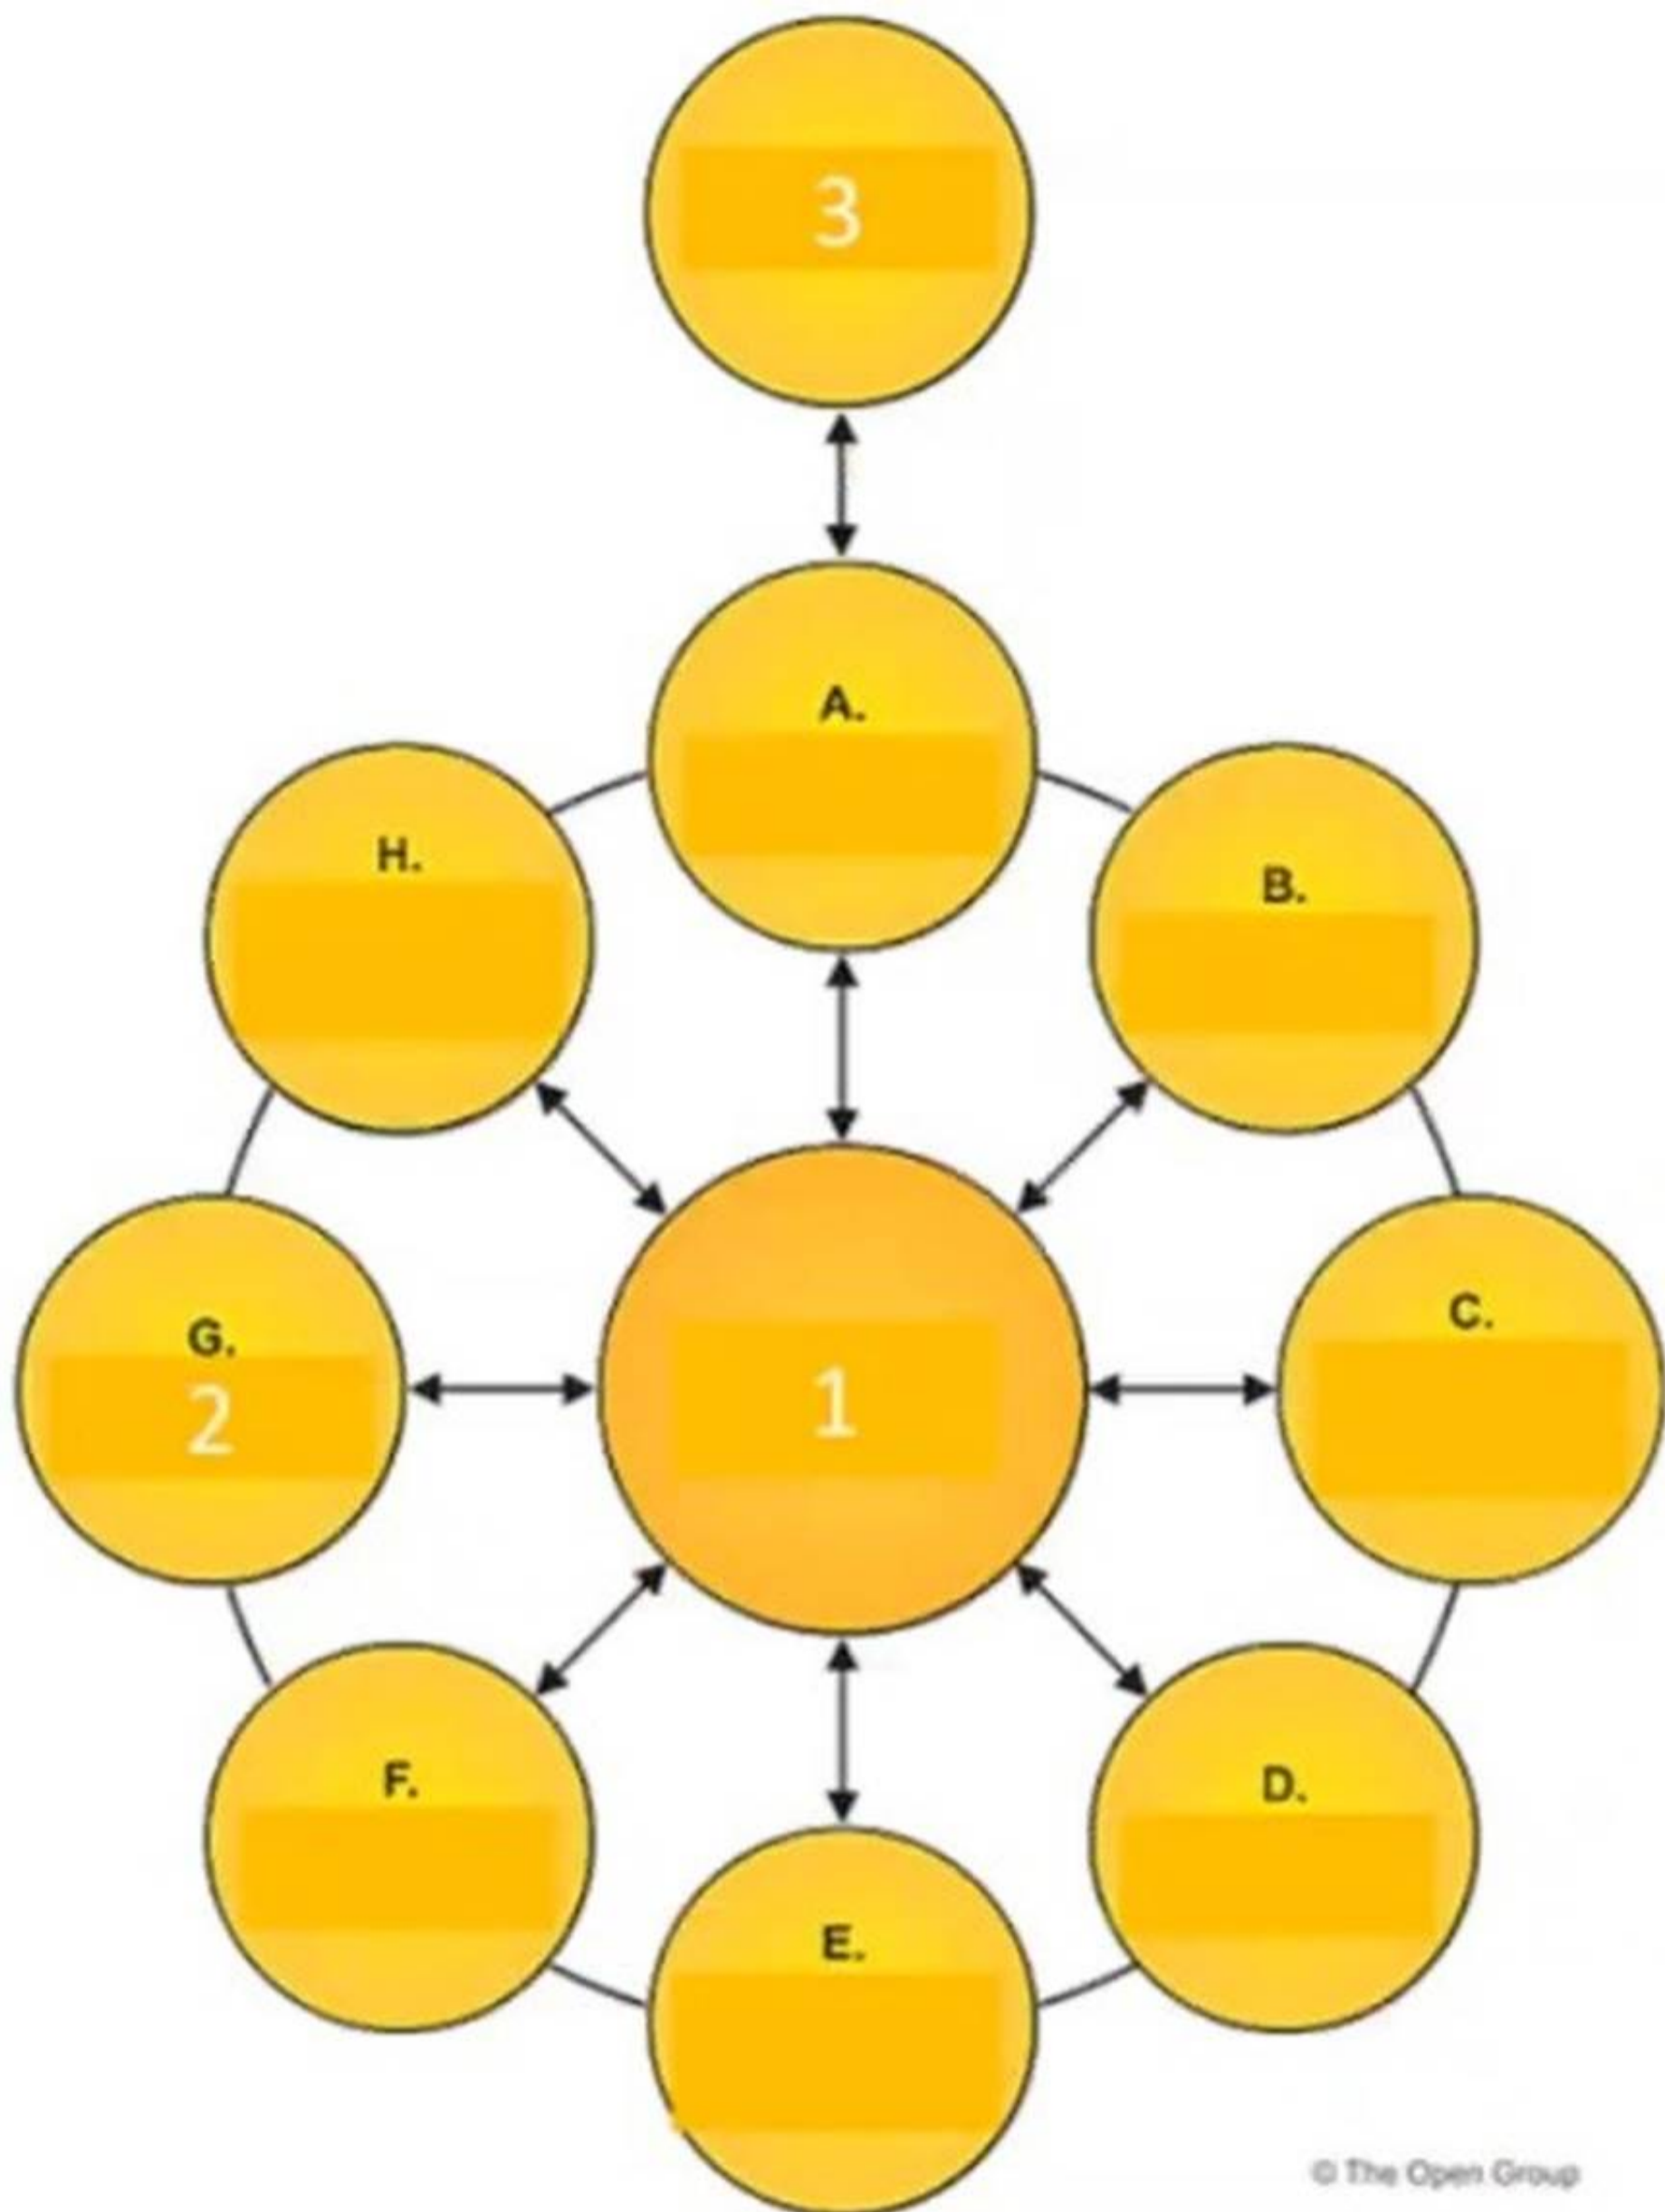 3
A.
H.
B.
G.
2
1
C.
F.
D.
E.
© The Open Group